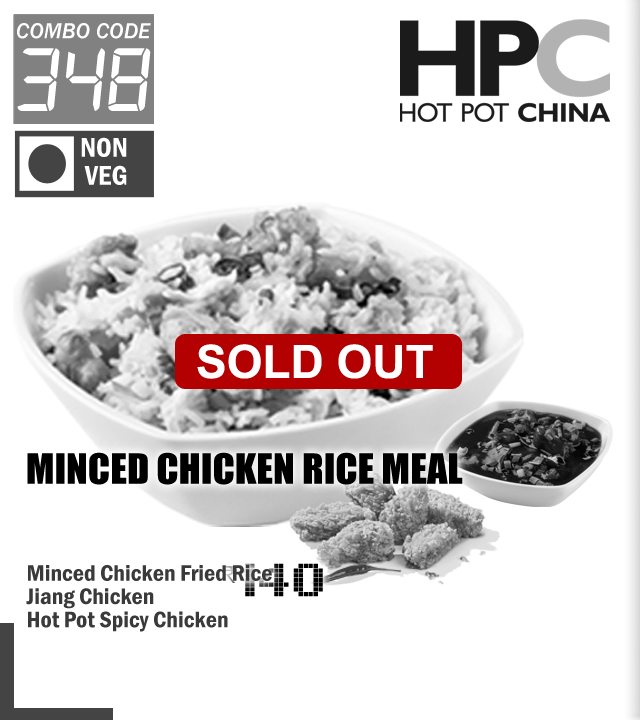 COMBO CODE
348
HPC
HOT POT CHINA
NON
VEG
SOLD OUT
MINCED CHICKEN RICE MEAL
Minced Chicken Fried Rice
₹140
Jiang Chicken
Hot Pot Spicy Chicken